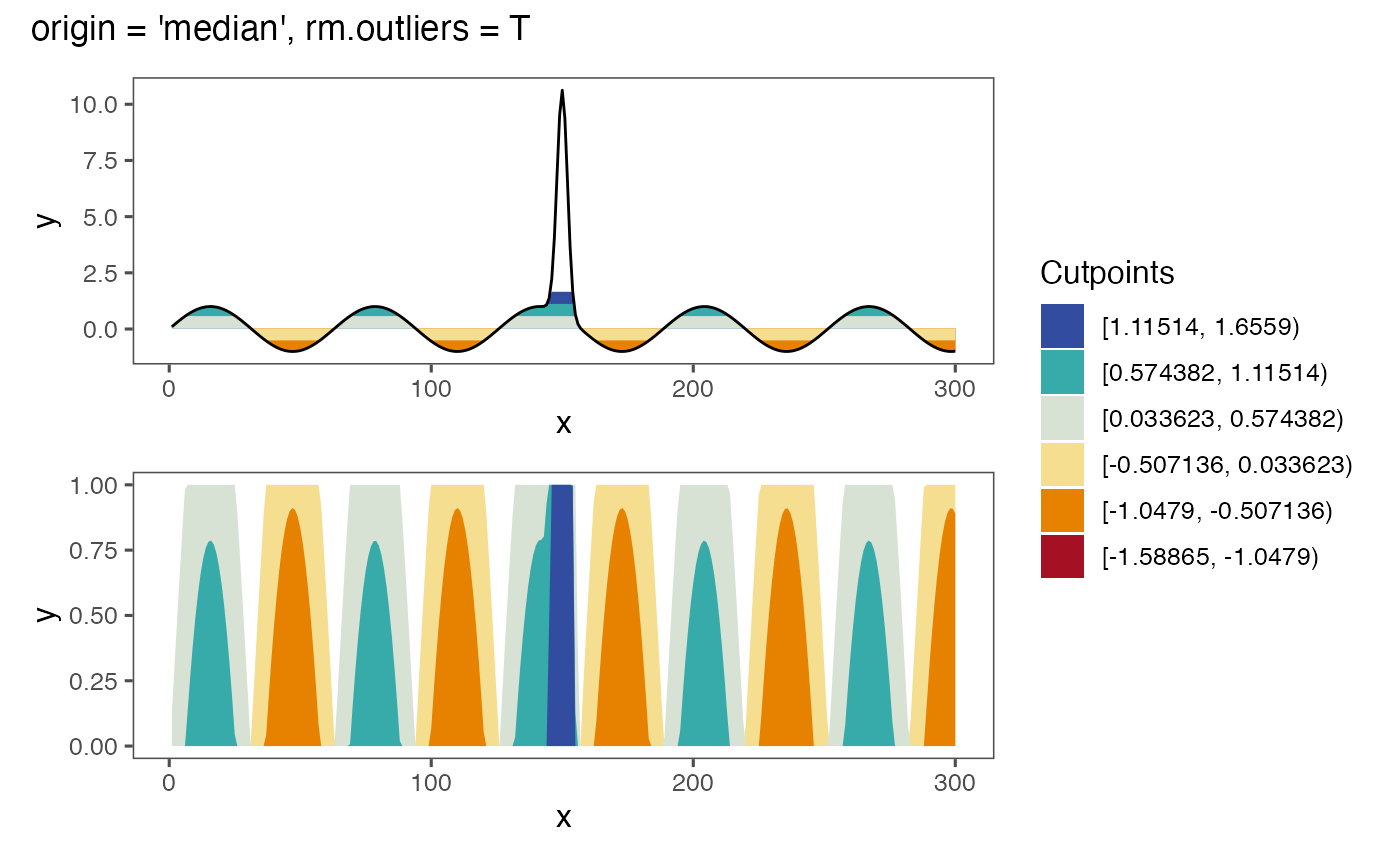 origin = 'median', rm.outliers = T
10.0
7.5
5.0
2.5
0.0
y
0 100 200 300
x
1.00
0.75
0.50
0.25
0.00
y
0 100 200 300
x
Cutpoints
[1.11514, 1.6559)
[0.574382, 1.11514)
[0.033623, 0.574382)
[-0.507136, 0.033623)
[-1.0479, -0.507136)
[-1.58865, -1.0479)